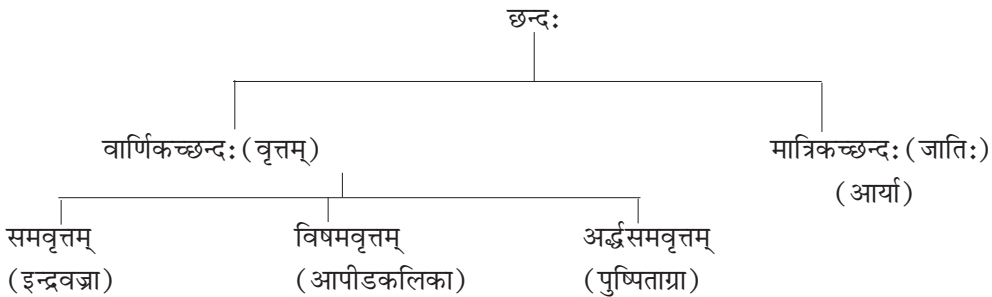 छन्दः
वार्णिकच्छन्दः(वृत्तम्) मात्रिकच्छन्दः(जातिः)
(आर्या)
समवृत्तम् विषमवृत्तम् अर्द्धसमवृत्तम्
(इन्द्रवज्रा) (आपीडकलिका) (पुष्पिताग्रा)